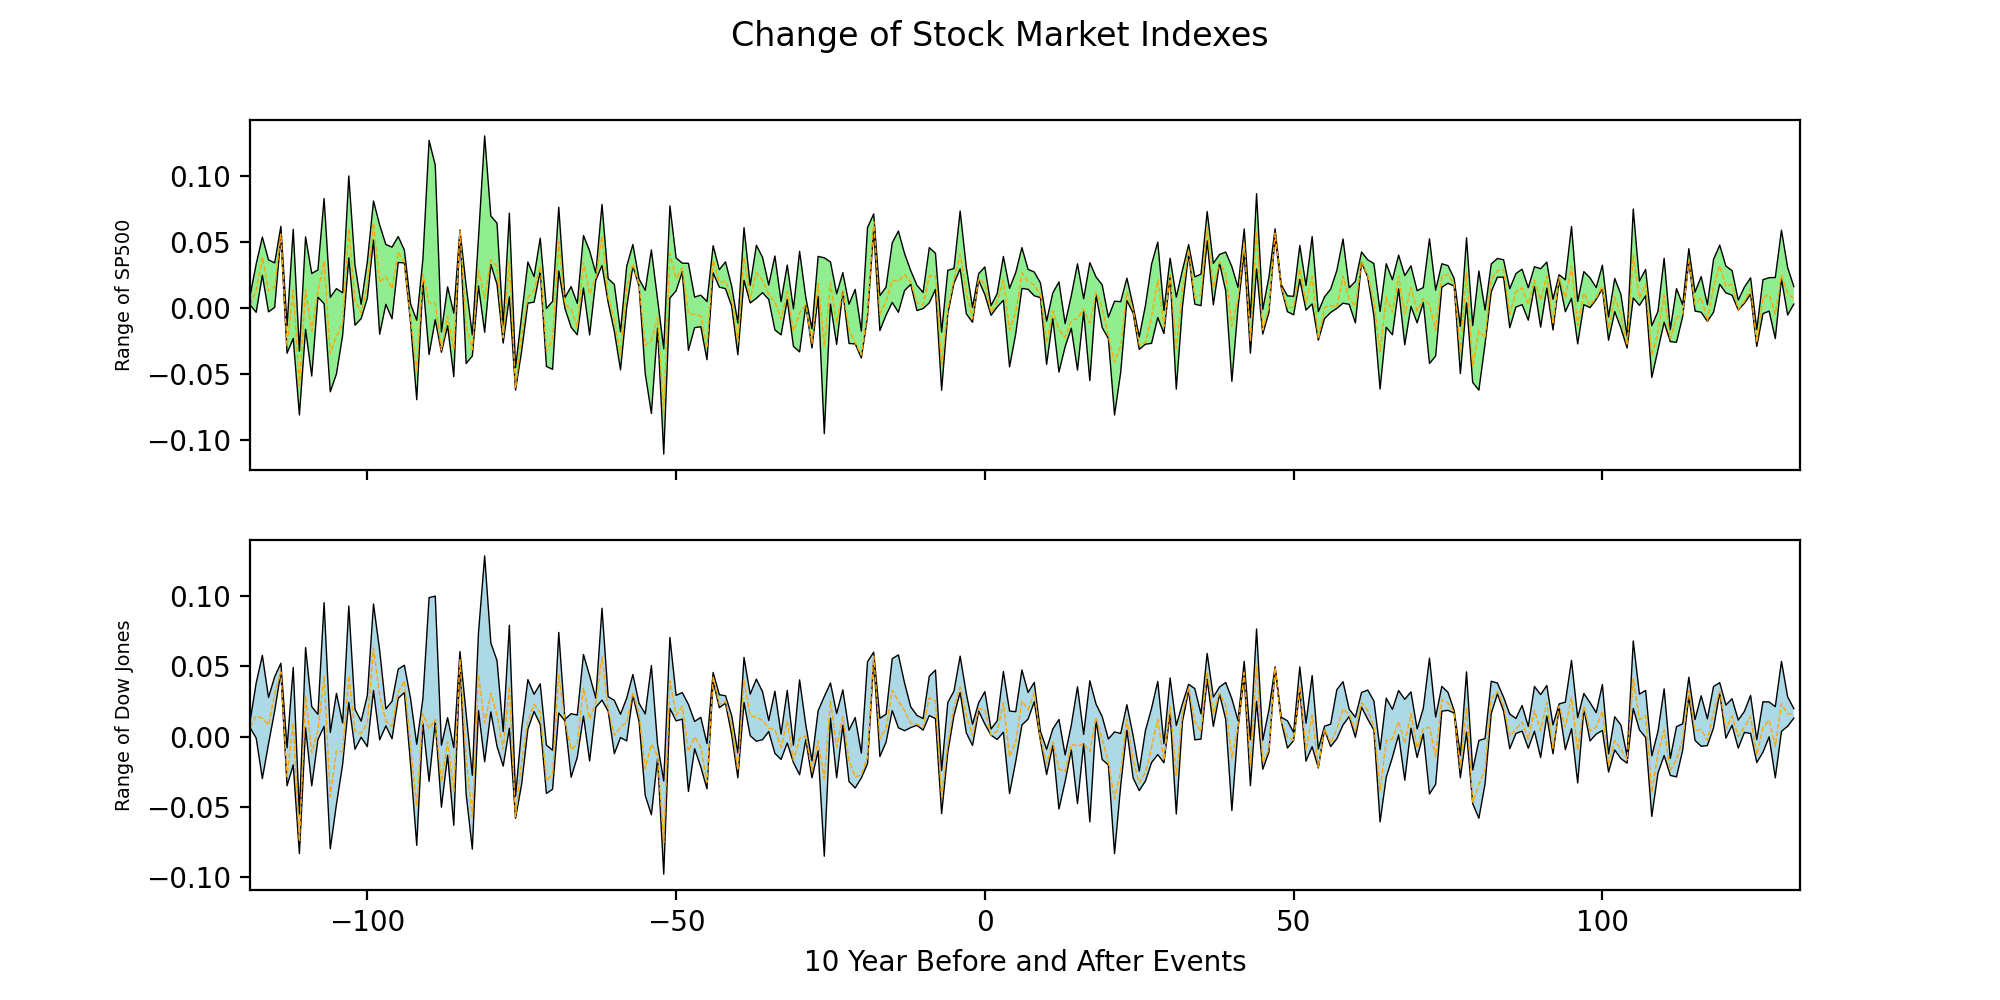 Change of Stock Market Indexes
0.10
0.05
0.00
−0.05
−0.10
Range of SP500
0.10
0.05
0.00
−0.05
−0.10
Range of Dow Jones
−100 −50 0 50 100
10 Year Before and After Events